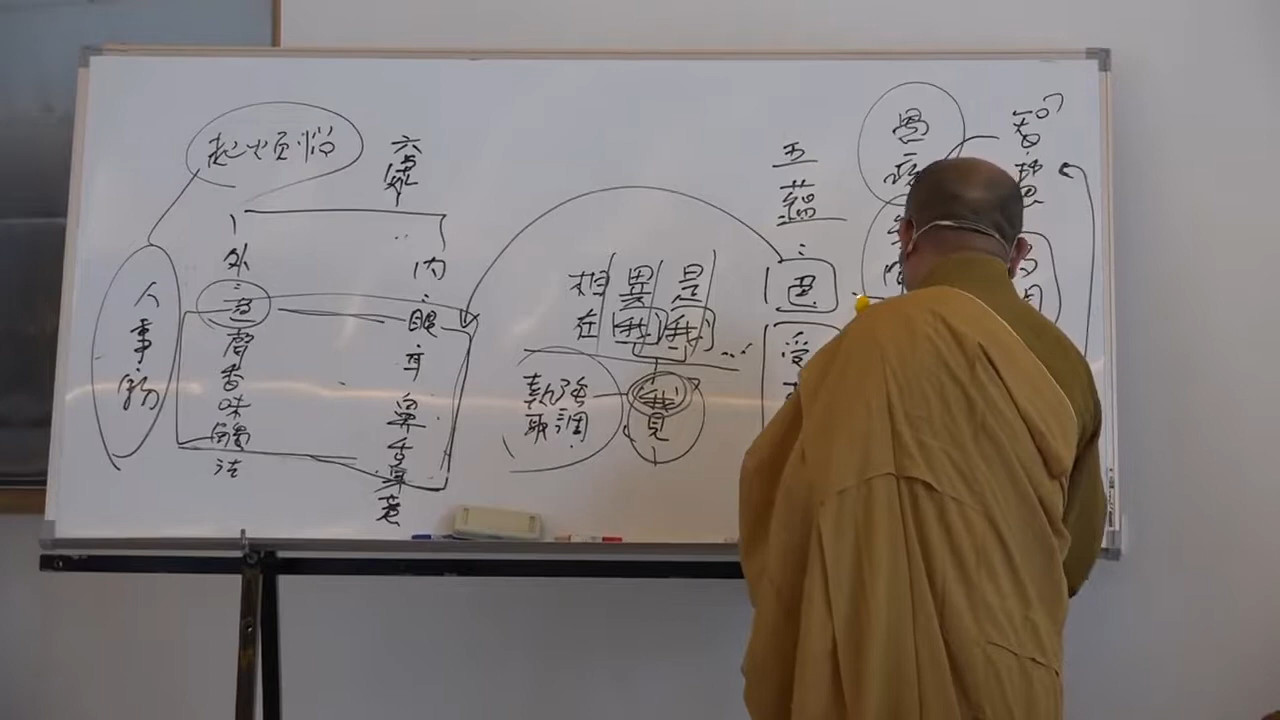 智慧
五蘊:色
受
是我
異我
相在
我見
強調
執取
六處
內:眼耳鼻舌身意
外:色聲香味觸法
起煩惱
人事物